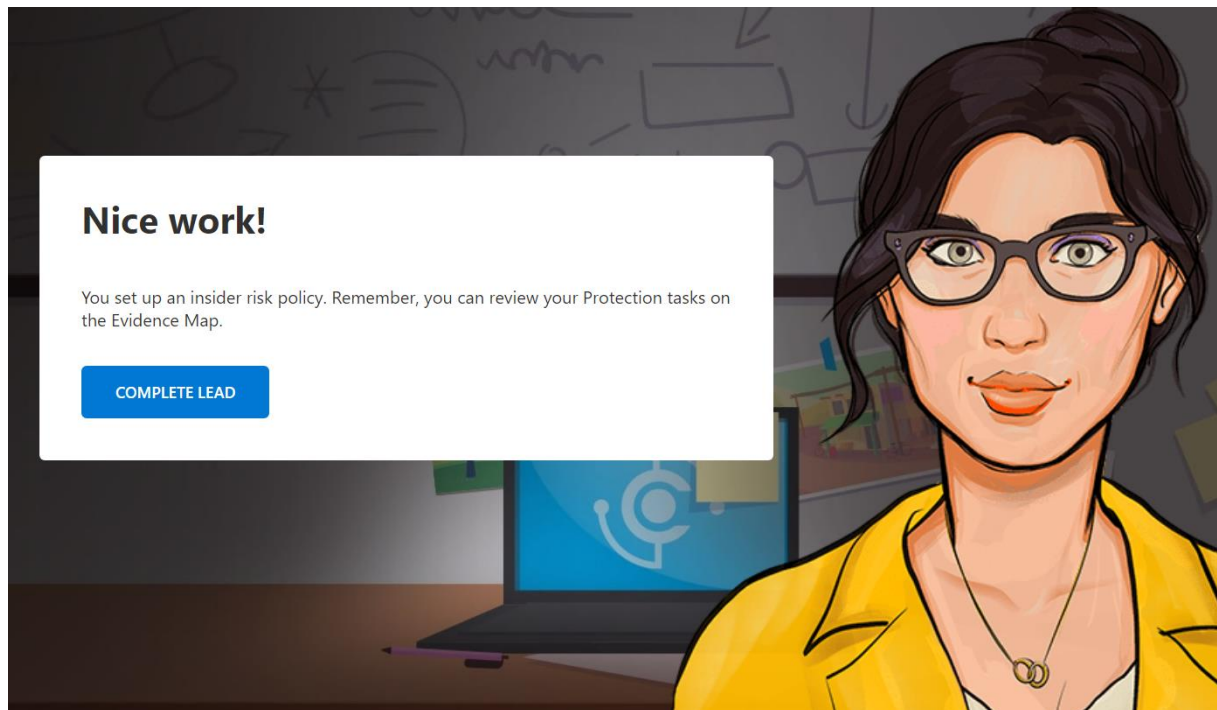 Nice work!
You set up an insider risk policy. Remember, you can review your Protection tasks on
the Evidence Map.
COMPLETE LEAD